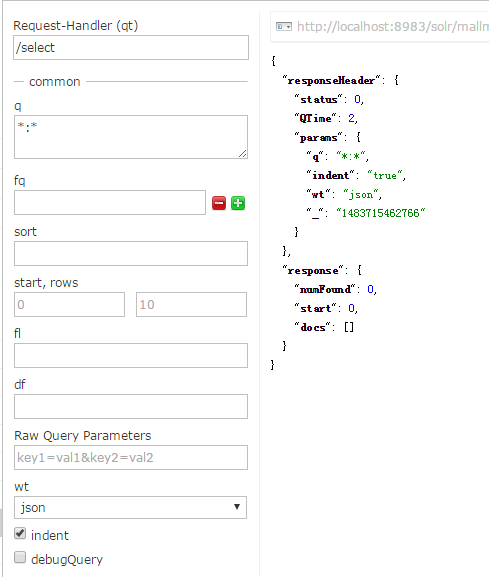 Request-Handler (qt)
/select
common
q
*:*
fq
sort
start, rows
0
10
fl
df
Raw Query Parameters
key1=val1&key2=val2
wt
json
indent
debugQuery
http://localhost:8983/solr/mallm
{
"responseHeader": {
"status": 0,
"QTime": 2,
"params": {
"q": "*:*",
"indent": "true",
"wt": "json",
"_": "1483715462766"
}
},
"response": {
"numFound": 0,
"start": 0,
"docs": []
}
}